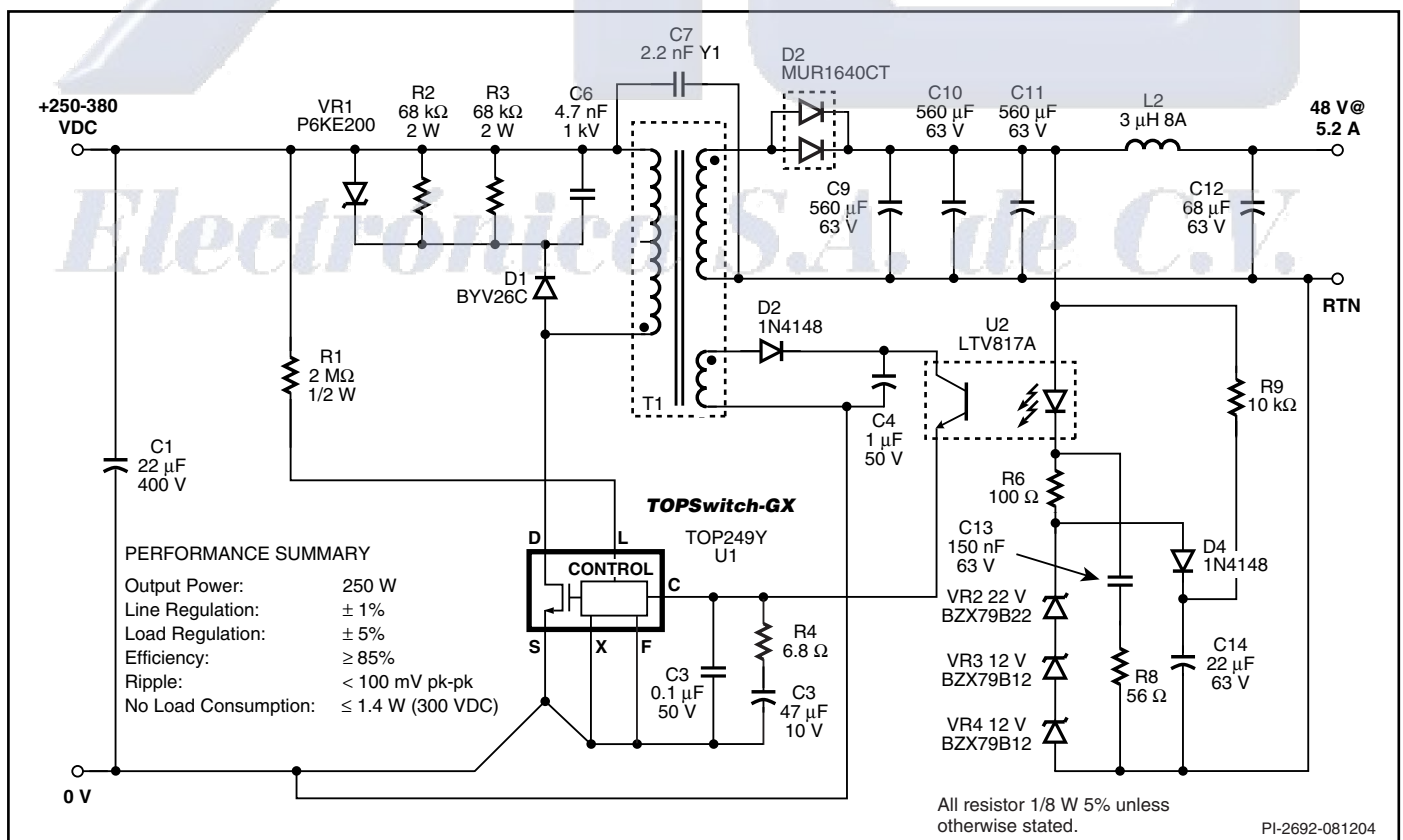 C7
2.2 nF Y1
D2
MUR1640CT
+250-380
VDC
VR1
P6KE200
R2
68 kΩ
2 W
R3
68 kΩ
2 W
C6
4.7 nF
1 kV
C10
560 µF
63 V
C11
560 µF
63 V
L2
3 µH 8A
48 V@
5.2 A
C9
560 µF
63 V
C12
68 µF
63 V
Electrónica S.A. de C.V.
D1
BYV26C
RTN
D2
1N4148
U2
LTV817A
R1
2 MΩ
1/2 W
T1
R9
10 kΩ
C4
1 µF
50 V
C1
22 µF
400 V
R6
100 Ω
TOPSwitch-GX
TOP249Y
U1
D
L
CONTROL
C
S
X
F
C13
150 nF
63 V
D4
1N4148
PERFORMANCE SUMMARY
Output Power: 250 W
Line Regulation: ± 1%
Load Regulation: ± 5%
Efficiency: ≥ 85%
Ripple: < 100 mV pk-pk
No Load Consumption: ≤ 1.4 W (300 VDC)
VR2 22 V
BZX79B22
R4
6.8 Ω
C3
0.1 µF
50 V
C3
47 µF
10 V
VR3 12 V
BZX79B12
R8
56 Ω
C14
22 µF
63 V
VR4 12 V
BZX79B12
0 V
All resistor 1/8 W 5% unless
otherwise stated.
PI-2692-081204